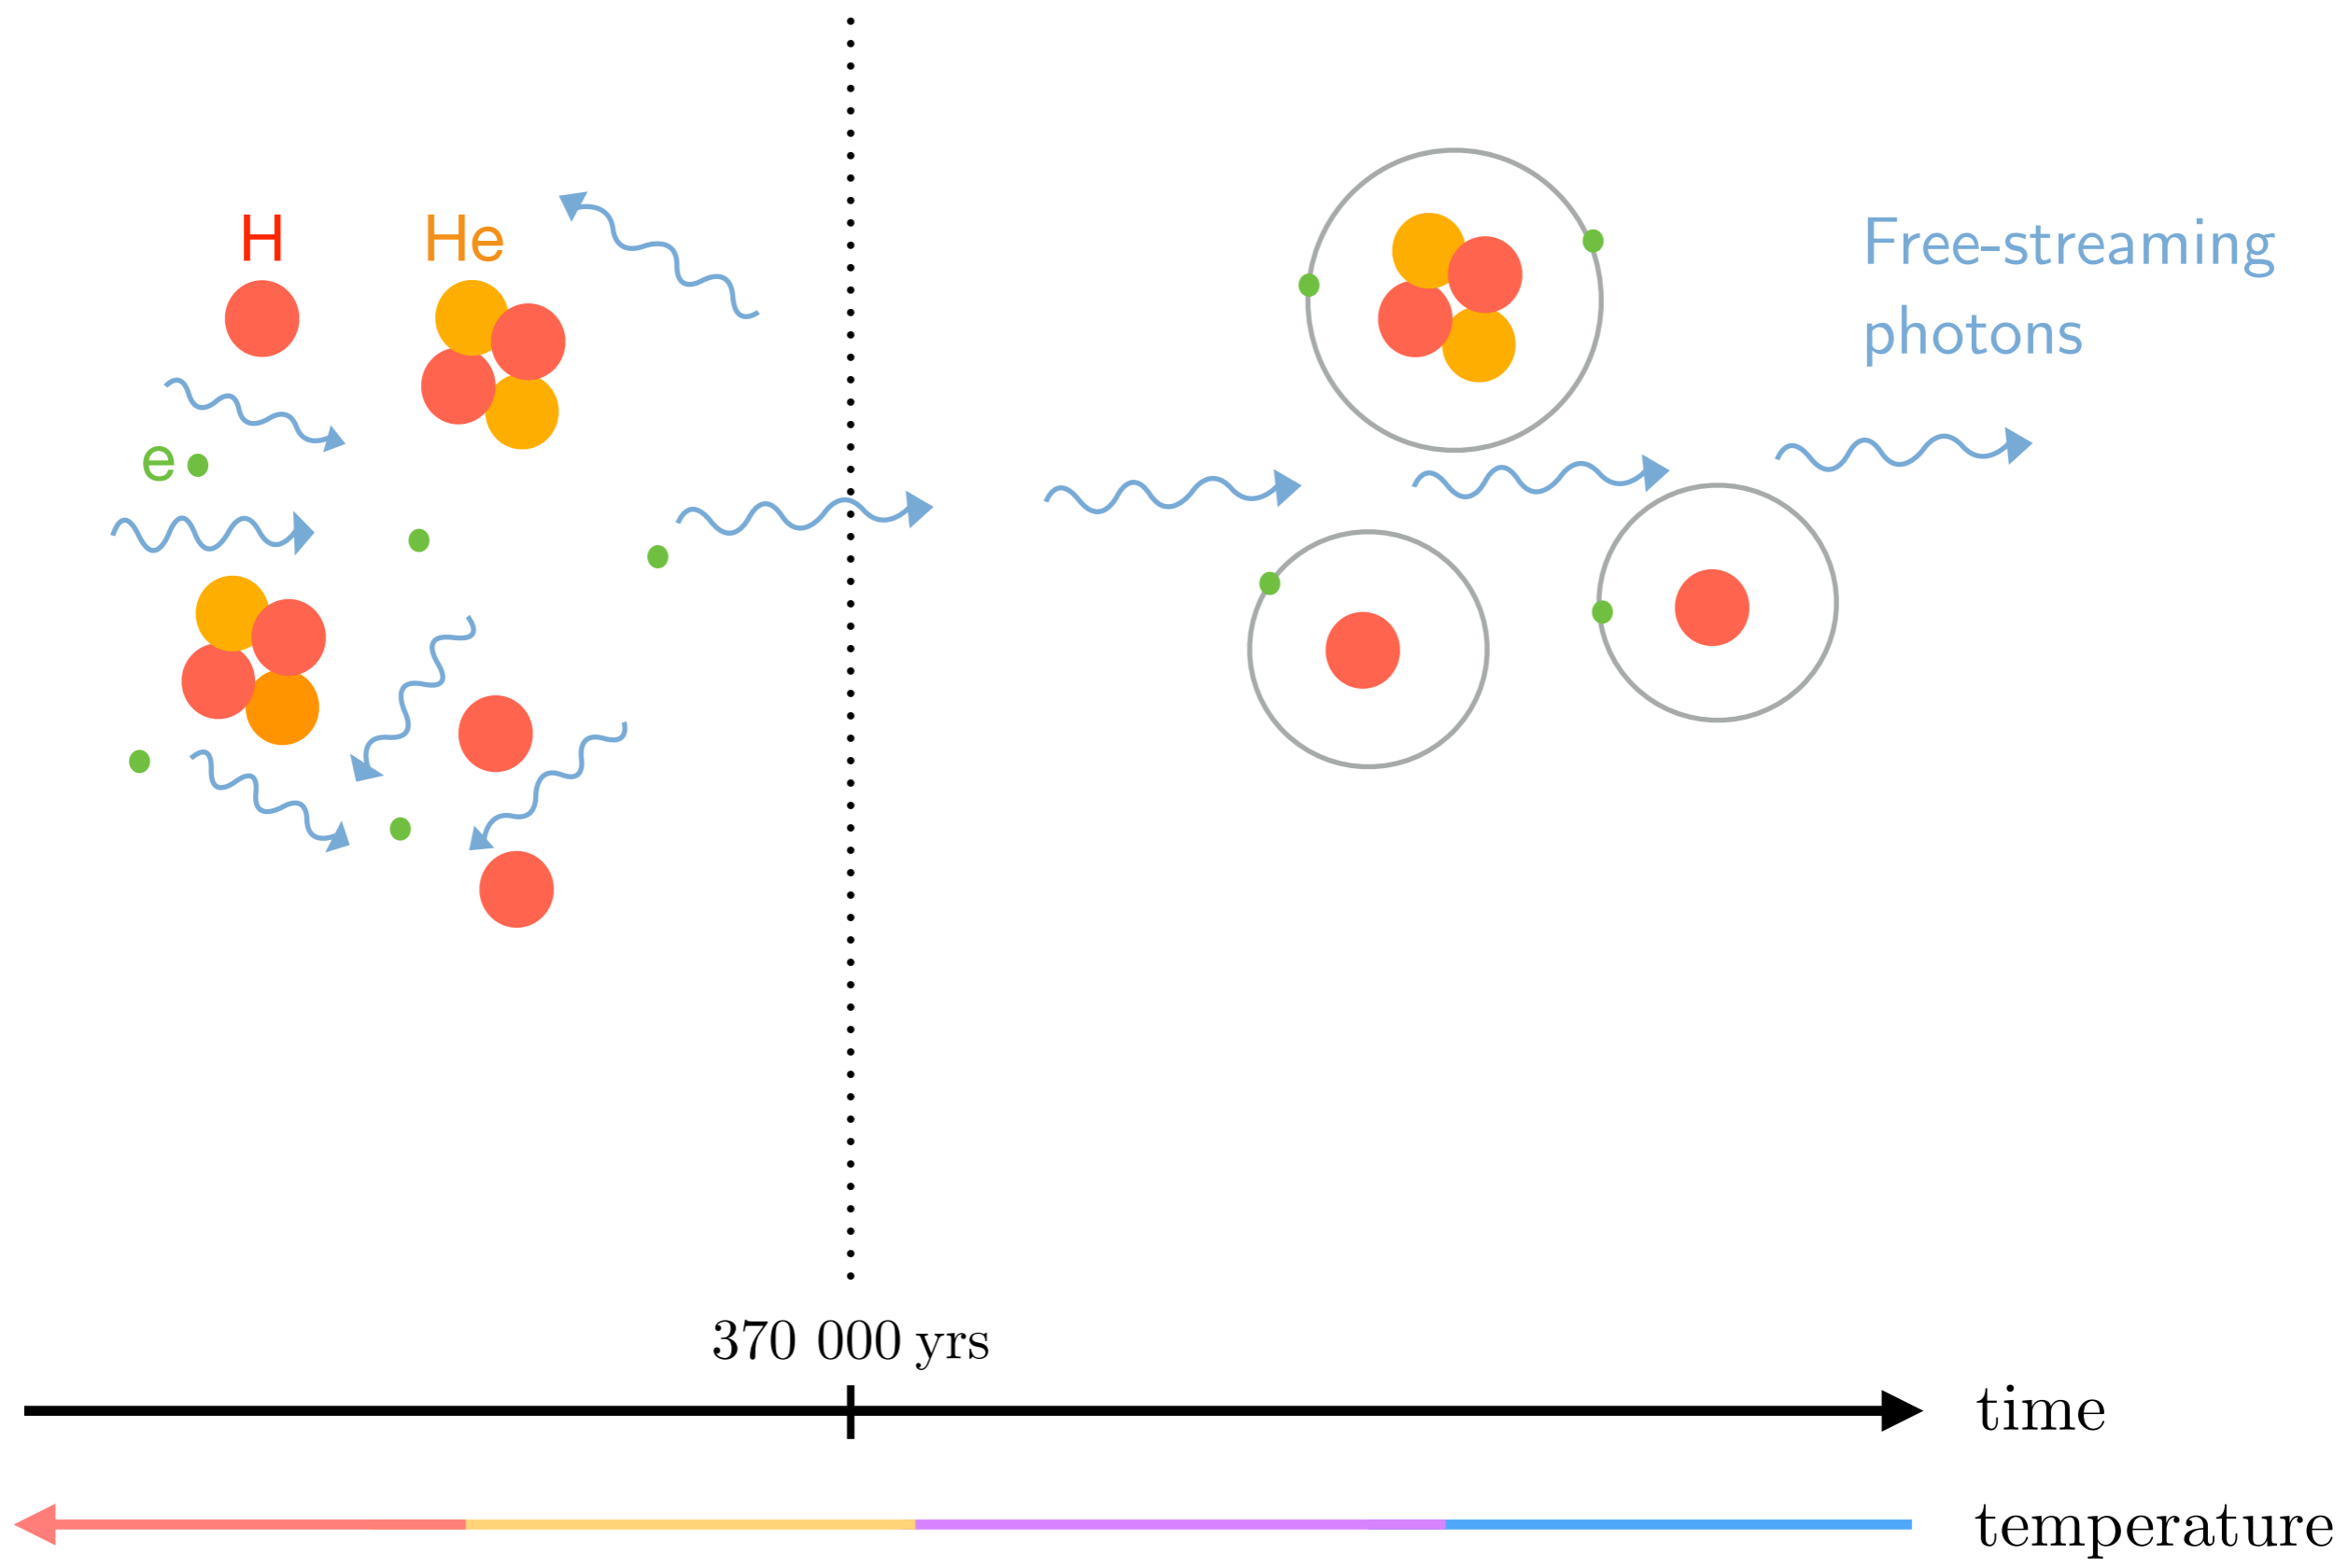 H
He
Free-streaming
photons
e
370 000 yrs
time
temperature